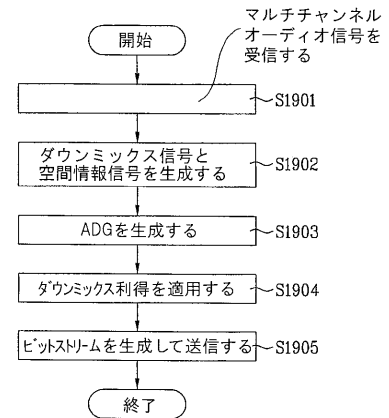 開始
マルチチャンネル
オーディオ信号を
受信する
S1901
ダウンミックス信号と
空間情報信号を生成する
S1902
ADGを生成する
S1903
ダウンミックス利得を適用する
S1904
ビットストリームを生成して送信する
S1905
終了